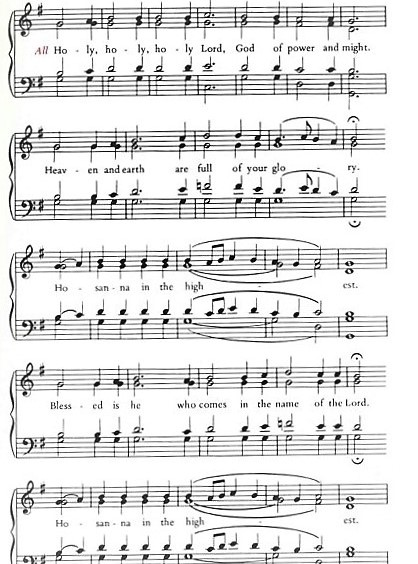 All Ho - ly, ho - ly, ho - ly Lord, God of power and might.
Heav - en and earth are full of your glo - ry.
Ho - san - na in the high - est.
Bless - ed is he who comes in the name of the Lord.
Ho - san - na in the high - est.